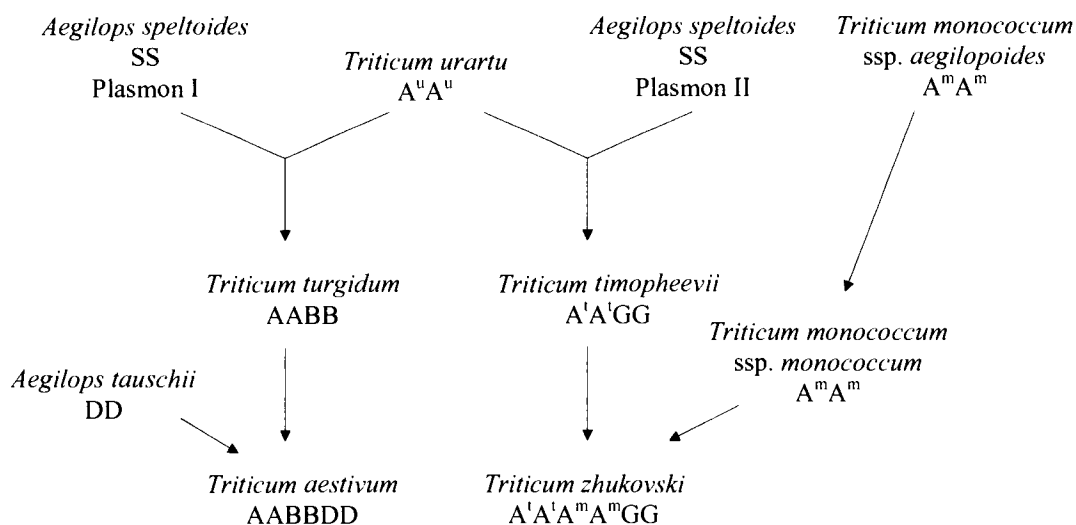 Aegilops speltoides
SS
Plasmon I
Triticum urartu
AᵘAᵘ
Aegilops speltoides
SS
Plasmon II
Triticum monococcum
ssp. aegilopoides
AᵐAᵐ
Triticum turgidum
AABB
Triticum timopheevii
AᵗAᵗGG
Triticum monococcum
ssp. monococcum
AᵐAᵐ
Aegilops tauschii
DD
Triticum aestivum
AABBDD
Triticum zhukovski
AᵗAᵗAᵐAᵐGG